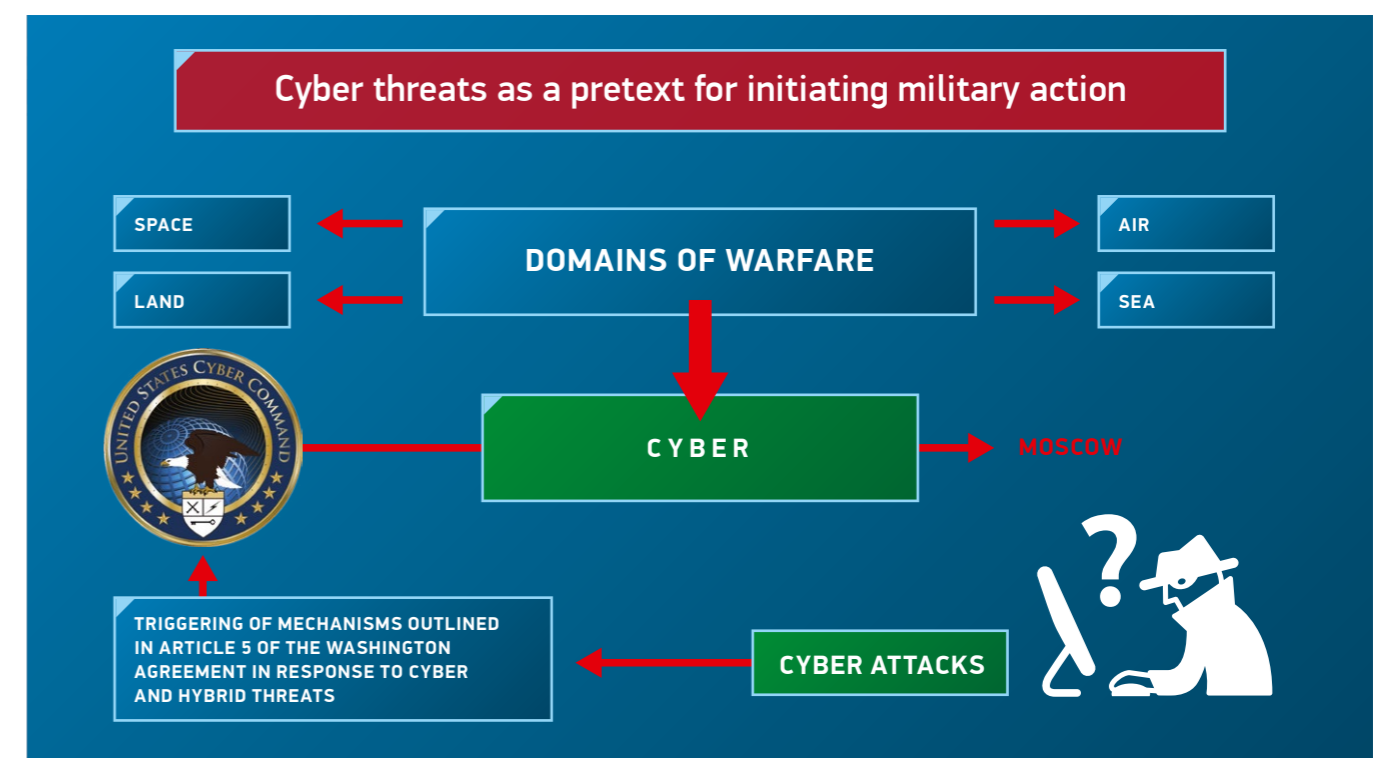 Cyber threats as a pretext for initiating military action
SPACE
DOMAINS OF WARFARE
AIR
LAND
SEA
UNITED STATES CYBER COMMAND
CYBER
MOSCOW
?
TRIGGERING OF MECHANISMS OUTLINED
IN ARTICLE 5 OF THE WASHINGTON
AGREEMENT IN RESPONSE TO CYBER
AND HYBRID THREATS
CYBER ATTACKS